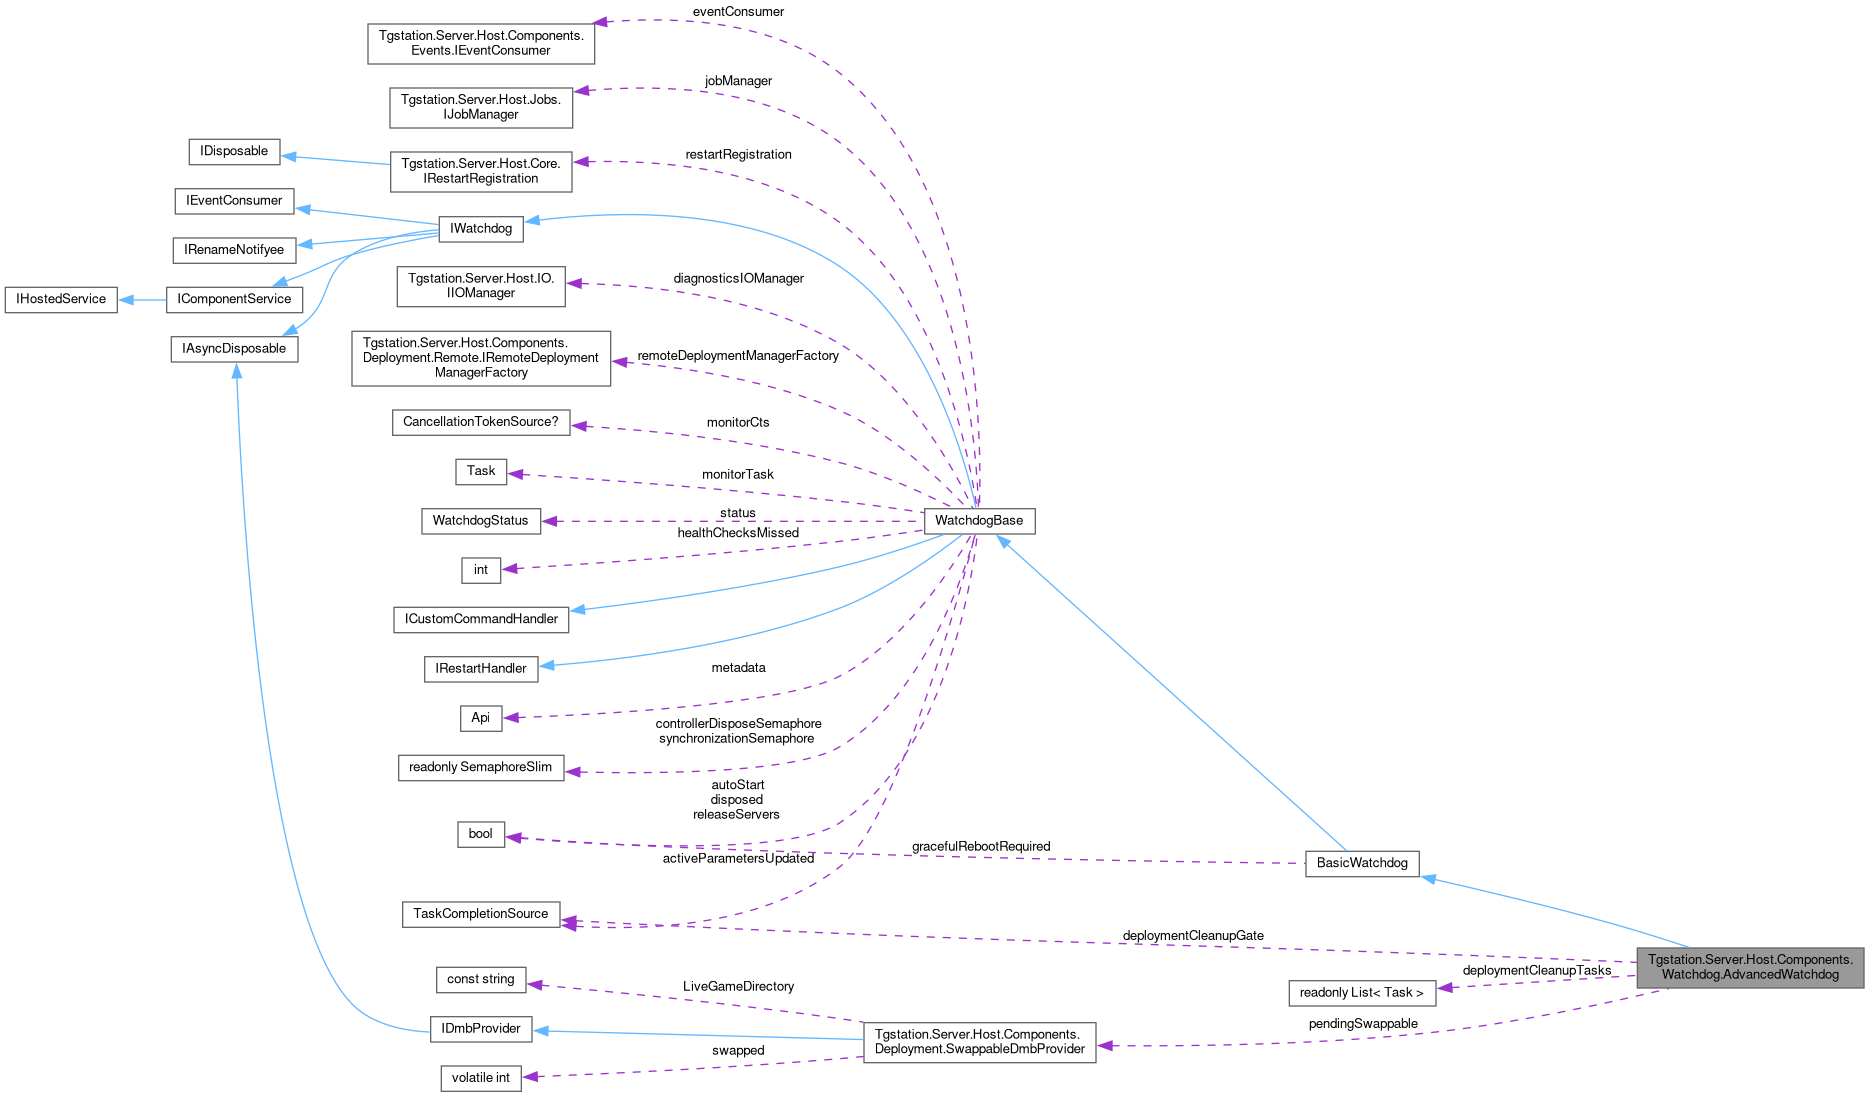 eventConsumer
Tgstation.Server.Host.Components.
Events.IEventConsumer
jobManager
Tgstation.Server.Host.Jobs.
IJobManager
IDisposable
restartRegistration
Tgstation.Server.Host.Core.
IRestartRegistration
IEventConsumer
IWatchdog
IRenameNotifyee
Tgstation.Server.Host.IO.
IIOManager
diagnosticsIOManager
IHostedService
IComponentService
IAsyncDisposable
Tgstation.Server.Host.Components.
Deployment.Remote.IRemoteDeployment
ManagerFactory
remoteDeploymentManagerFactory
CancellationTokenSource?
monitorCts
Task
monitorTask
WatchdogStatus
status
WatchdogBase
healthChecksMissed
int
ICustomCommandHandler
IRestartHandler
metadata
Api
controllerDisposeSemaphore
synchronizationSemaphore
readonly SemaphoreSlim
autoStart
disposed
releaseServers
bool
gracefulRebootRequired
activeParametersUpdated
BasicWatchdog
TaskCompletionSource
deploymentCleanupGate
Tgstation.Server.Host.Components.
Watchdog.AdvancedWatchdog
deploymentCleanupTasks
readonly List< Task >
const string
LiveGameDirectory
pendingSwappable
IDmbProvider
Tgstation.Server.Host.Components.
Deployment.SwappableDmbProvider
swapped
volatile int